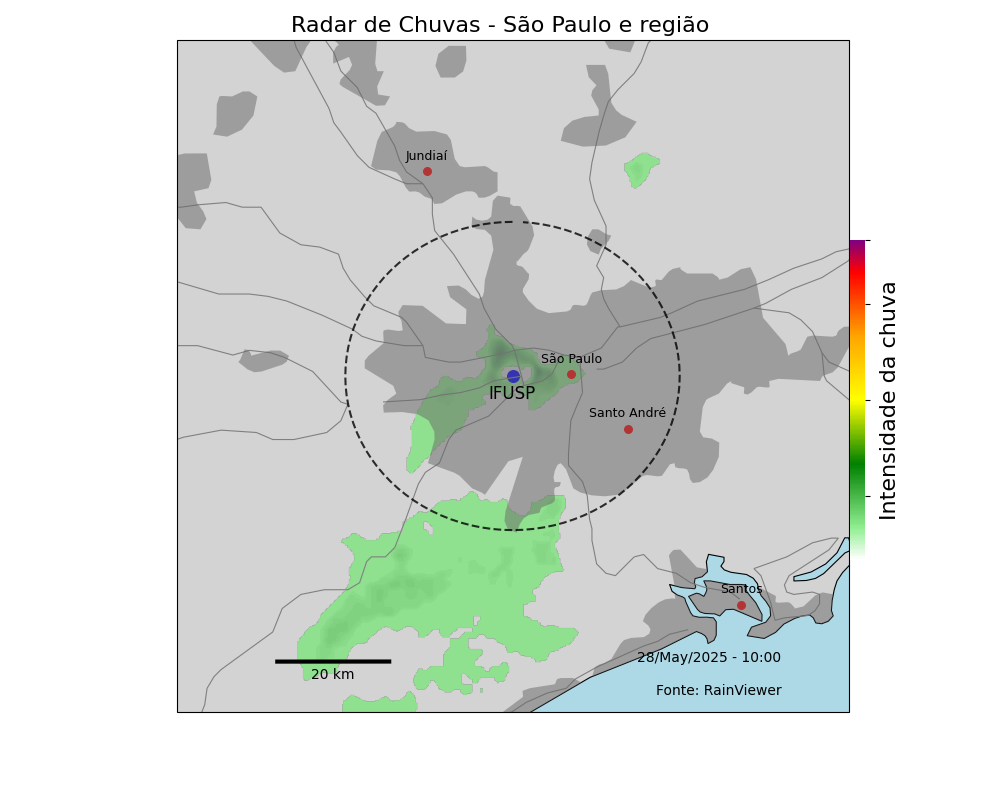 Radar de Chuvas - São Paulo e região
Jundiaí
São Paulo
IFUSP
Santo André
Intensidade da chuva
Santos
28/May/2025 - 10:00
20 km
Fonte: RainViewer